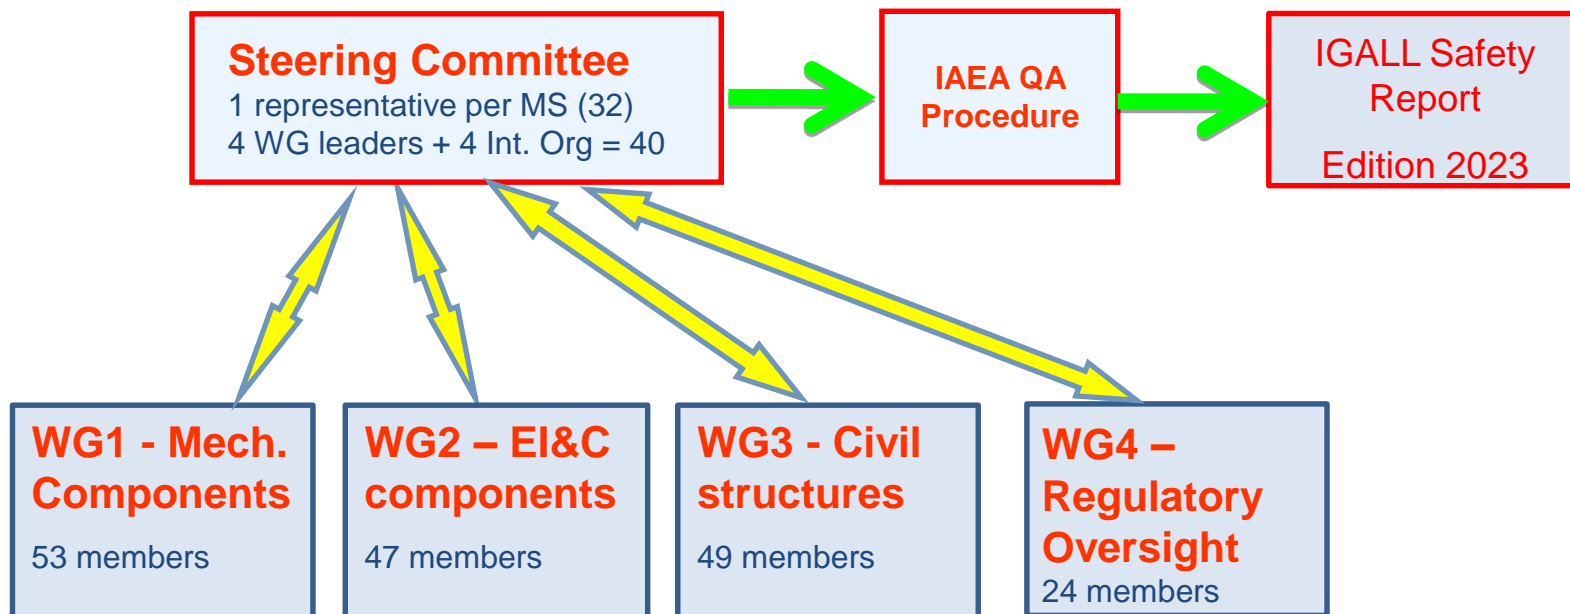 Steering Committee
1 representative per MS (32)
4 WG leaders + 4 Int. Org = 40
IAEA QA
Procedure
IGALL Safety
Report
Edition 2023
WG1 - Mech.
Components
53 members
WG2 – EI&C
components
47 members
WG3 - Civil
structures
49 members
WG4 –
Regulatory
Oversight
24 members